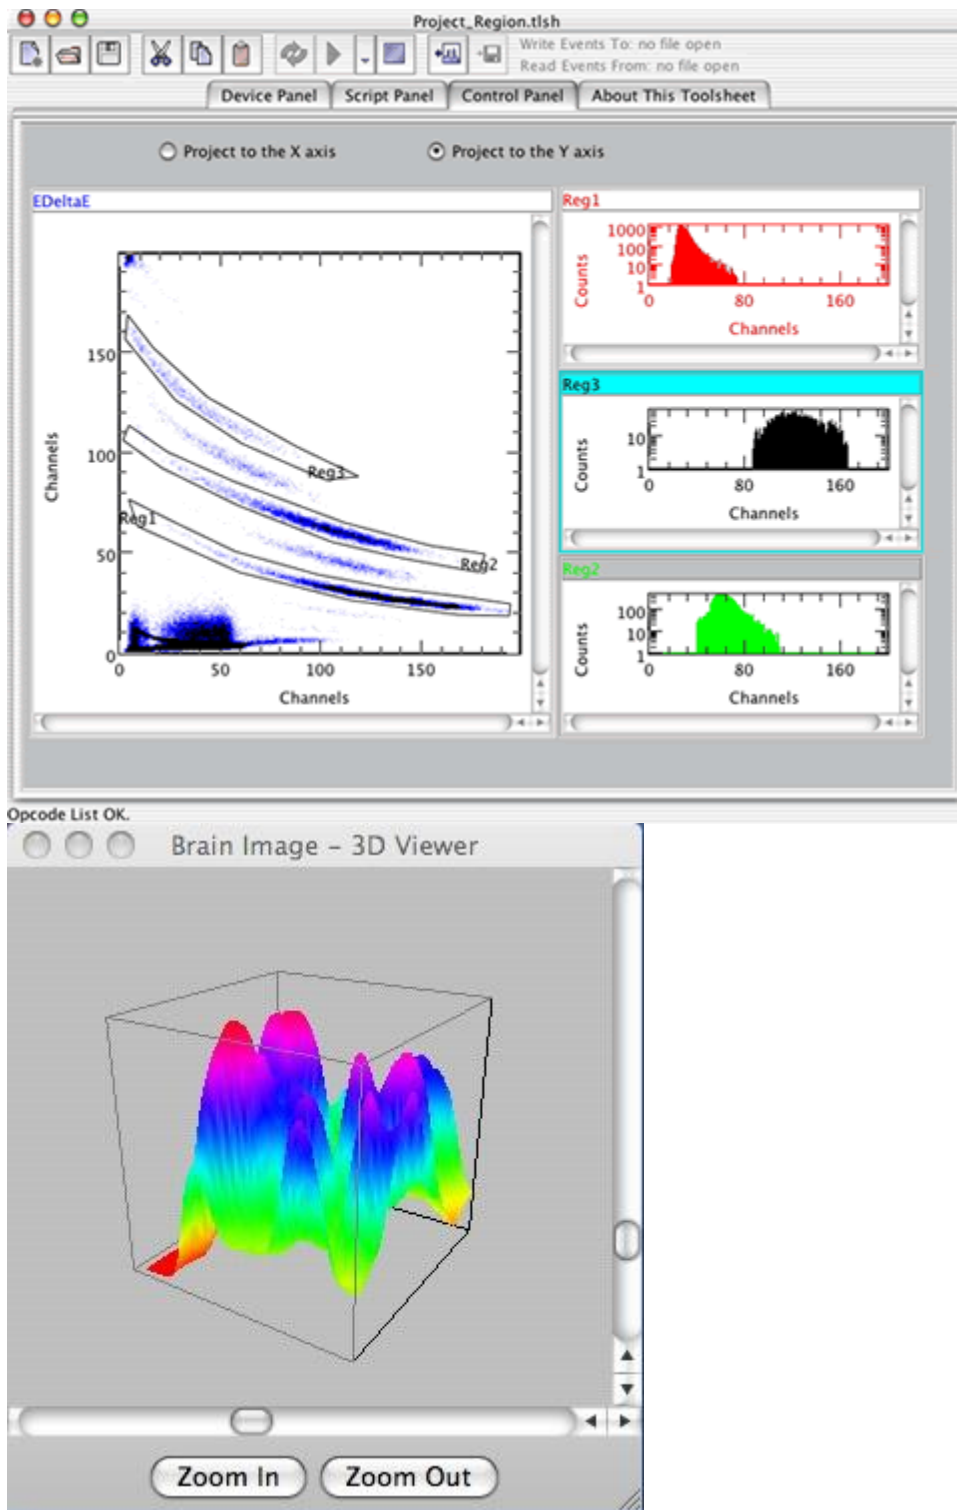 Project_Region.tlsh
Write Events To: no file open
Read Events From: no file open
Device Panel Script Panel Control Panel About This Toolsheet
Project to the X axis Project to the Y axis
EDeltaE
150
100
50
0
Channels
Reg3
Reg1
Reg2
0 50 100 150
Channels
Reg1
1000
100
10
1
Counts
0 80 160
Channels
Reg3
10
1
Counts
0 80 160
Channels
Reg2
100
10
1
Counts
0 80 160
Channels
Opcode List OK.
Brain Image - 3D Viewer
Zoom In Zoom Out